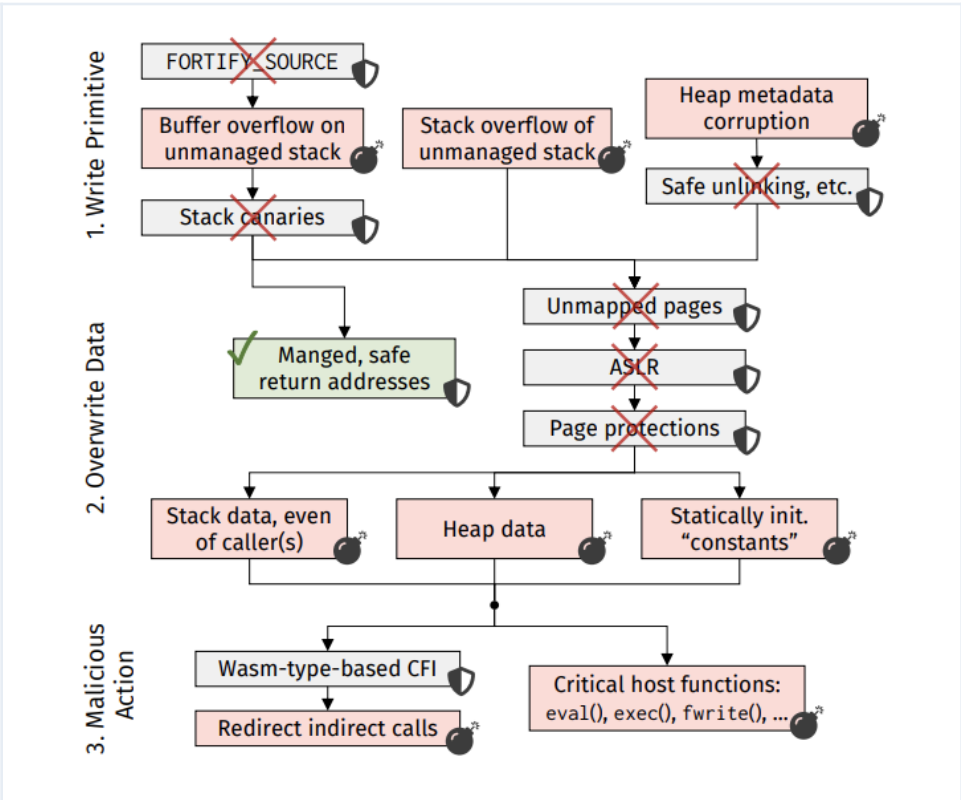 1. Write Primitive
FORTIFY_SOURCE
Buffer overflow on
unmanaged stack
Stack canaries
Stack overflow of
unmanaged stack
Heap metadata
corruption
Safe unlinking, etc.
2. Overwrite Data
Unmapped pages
Manged, safe
return addresses
ASLR
Page protections
Stack data, even
of caller(s)
Heap data
Statically init.
“constants”
3. Malicious
Action
Wasm-type-based CFI
Redirect indirect calls
Critical host functions:
eval(), exec(), fwrite(), ...